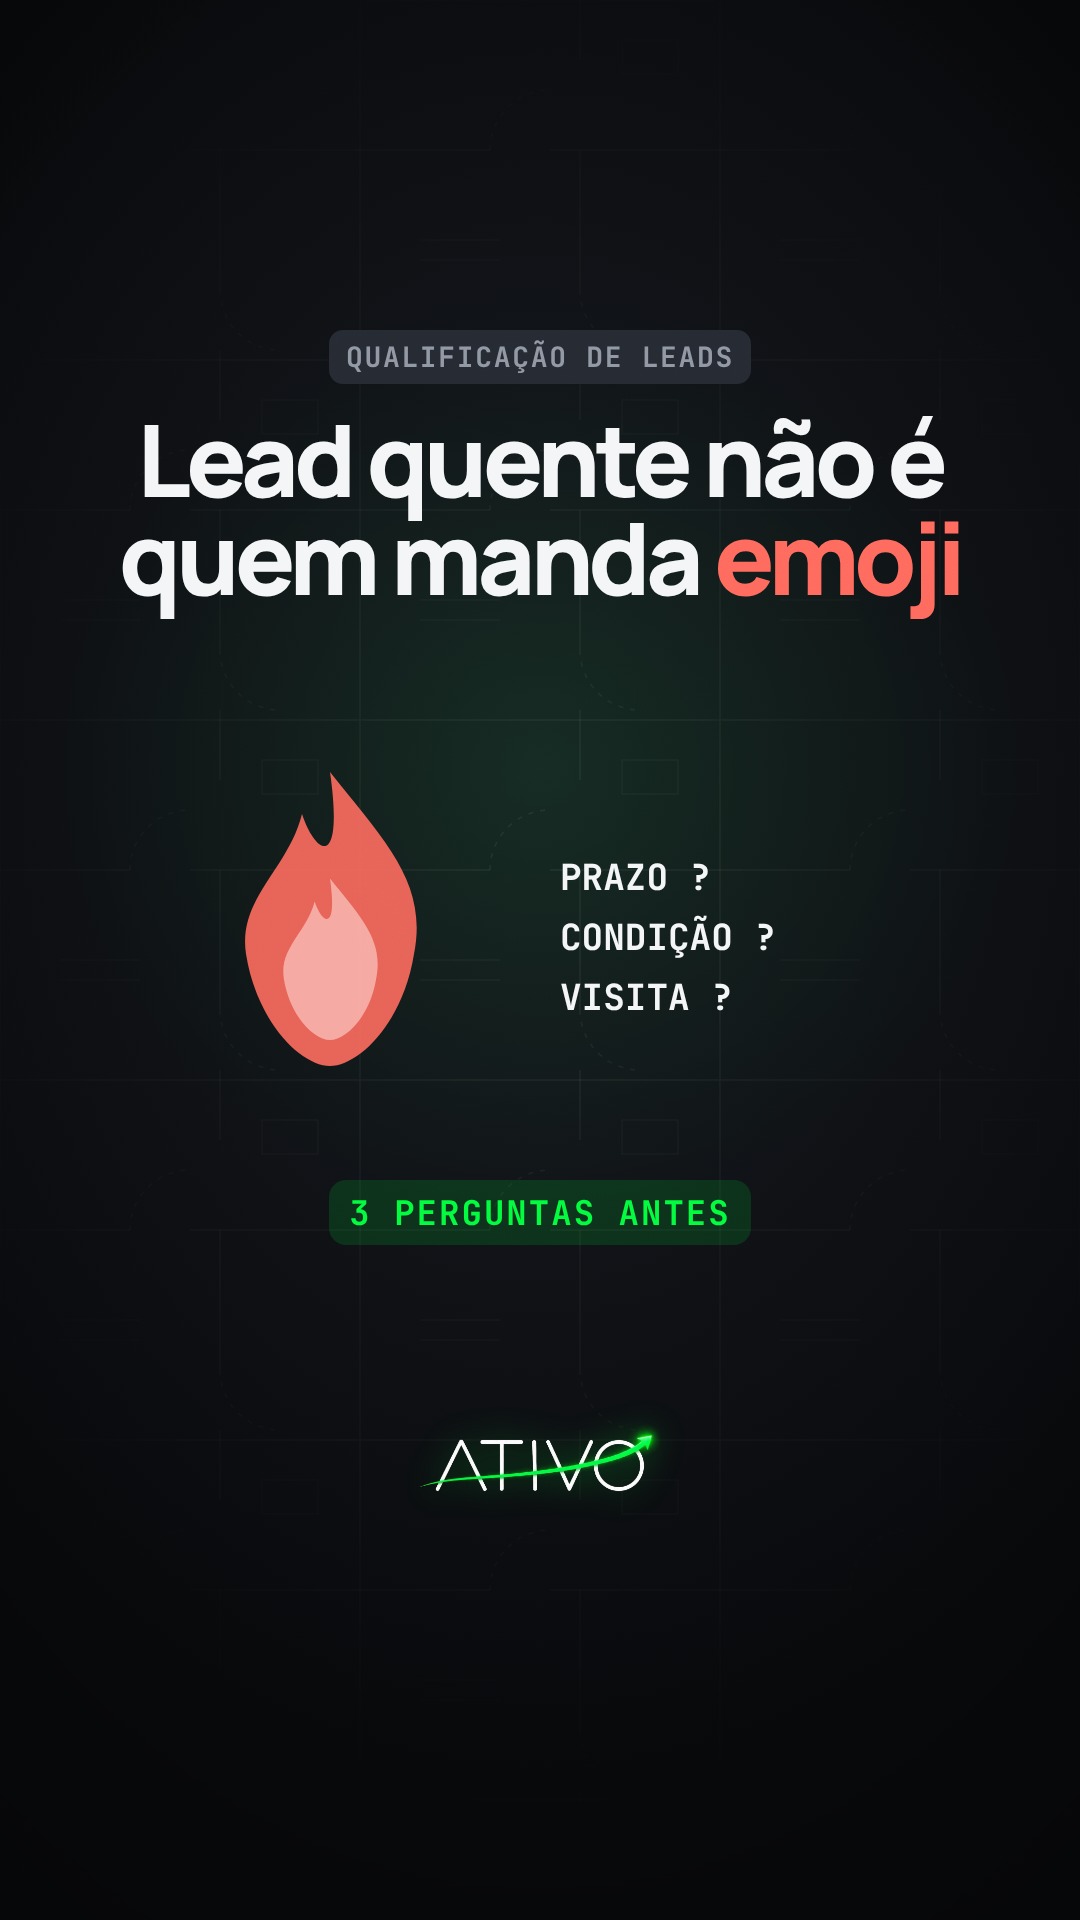 QUALIFICAÇÃO DE LEADS
Lead quente não é
quem manda emoji
PRAZO ?
CONDIÇÃO ?
VISITA ?
3 PERGUNTAS ANTES
ATIVO